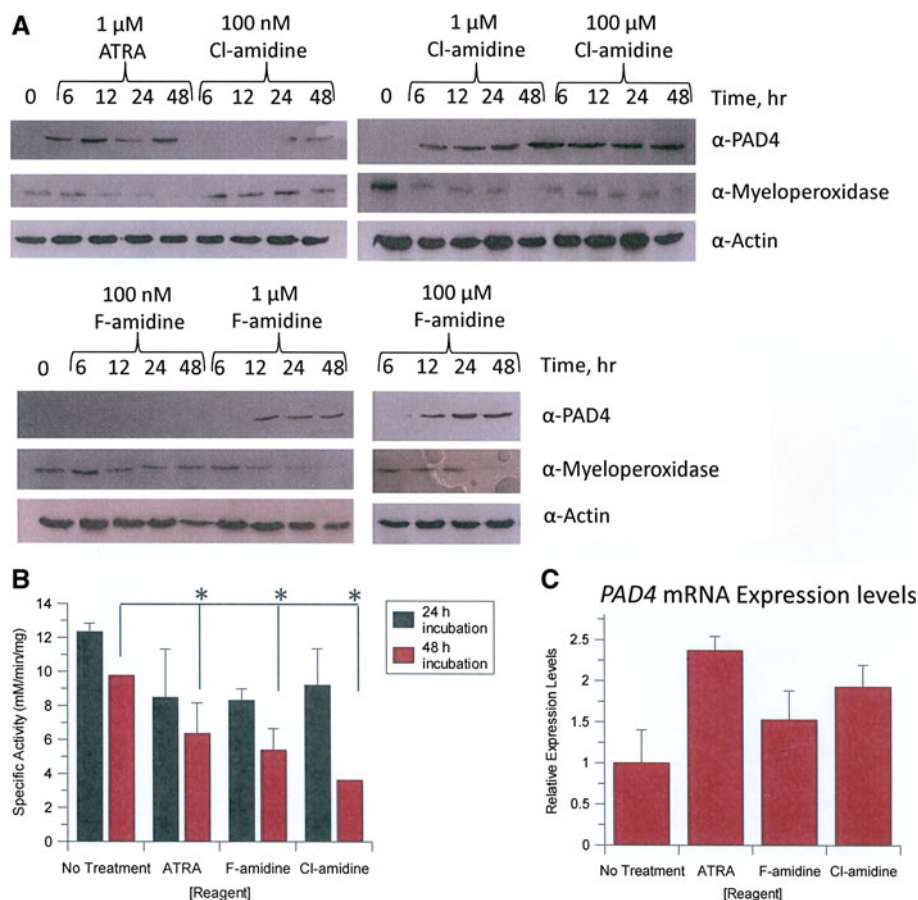 A
1 µM
ATRA
100 nM
Cl-amidine
1 µM
Cl-amidine
100 µM
Cl-amidine
0 6 12 24 48 6 12 24 48
0 6 12 24 48 6 12 24 48
Time, hr
α-PAD4
α-Myeloperoxidase
α-Actin
100 nM
F-amidine
1 µM
F-amidine
100 µM
F-amidine
0 6 12 24 48 6 12 24 48
6 12 24 48
Time, hr
α-PAD4
α-Myeloperoxidase
α-Actin
B
14
12
10
8
6
4
2
0
Specific Activity (mM/min/mg)
* * *
24 h
incubation
48 h
incubation
No Treatment ATRA F-amidine Cl-amidine
[Reagent]
C
PAD4 mRNA Expression levels
2.5
2
1.5
1
0.5
0
Relative Expression Levels
No Treatment ATRA F-amidine Cl-amidine
[Reagent]